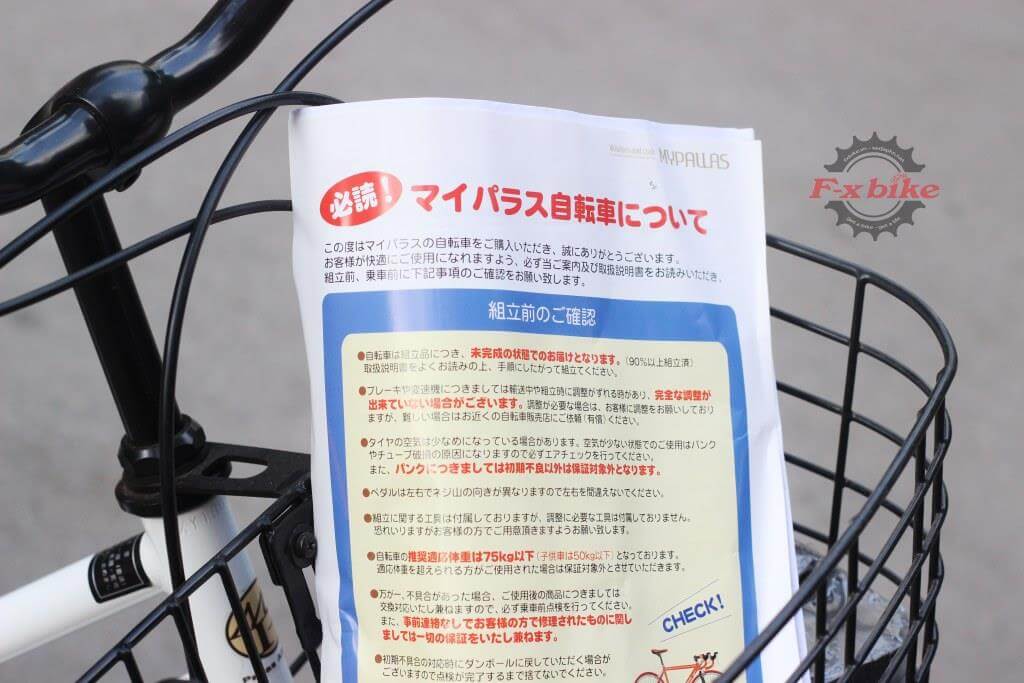 MYPALLAS
必読！
マイパラス自転車について
F-x bike
この度はマイパラスの自転車をご購入いただき、誠にありがとうございます。
お客様が快適にご使用になれますよう、必ず当ご案内及び取扱説明書をお読みいただき、
組立前、乗車前に下記事項のご確認をお願い致します。
組立前のご確認
●自転車は組立品につき、未完成の状態でのお届けとなります。(90%以上組立済)
取扱説明書をよくお読みの上、手順にしたがって組立てください。
●ブレーキや変速機につきましては輸送中や組立時に調整がずれる時があり、完全な調整が
出来ていない場合がございます。調整が必要な場合は、お客様に調整をお願いしており
ますが、難しい場合はお近くの自転車販売店にご依頼(有償)ください。
●タイヤの空気は少なめになっている場合があります。空気が少ない状態でのご使用はパンク
やチューブ破損の原因になりますので必ずエアチェックを行ってください。
また、パンクにつきましては初期不良以外は保証対象外となります。
●ペダルは左右でネジ山の向きが異なりますので左右を間違えないでください。
●組立に関する工具は付属しておりますが、調整に必要な工具は付属しておりません。
恐れいりますがお客様の方でご用意頂きますようお願い致します。
●自転車の推奨適応体重は75kg以下(子供車は50kg以下)となっております。
適応体重を超えられる方がご使用された場合は保証対象外とさせていただきます。
●万が一、不具合があった場合、ご使用後の商品につきましては
交換対応いたし兼ねますので、必ず乗車前点検を行ってください。
また、事前連絡なしでお客様の方で修理されたものに関し
ましては一切の保証をいたし兼ねます。
CHECK!
●初期不具合の対応時にダンボールに戻していただく場合が
ございますので点検が完了するまで捨てないでください。